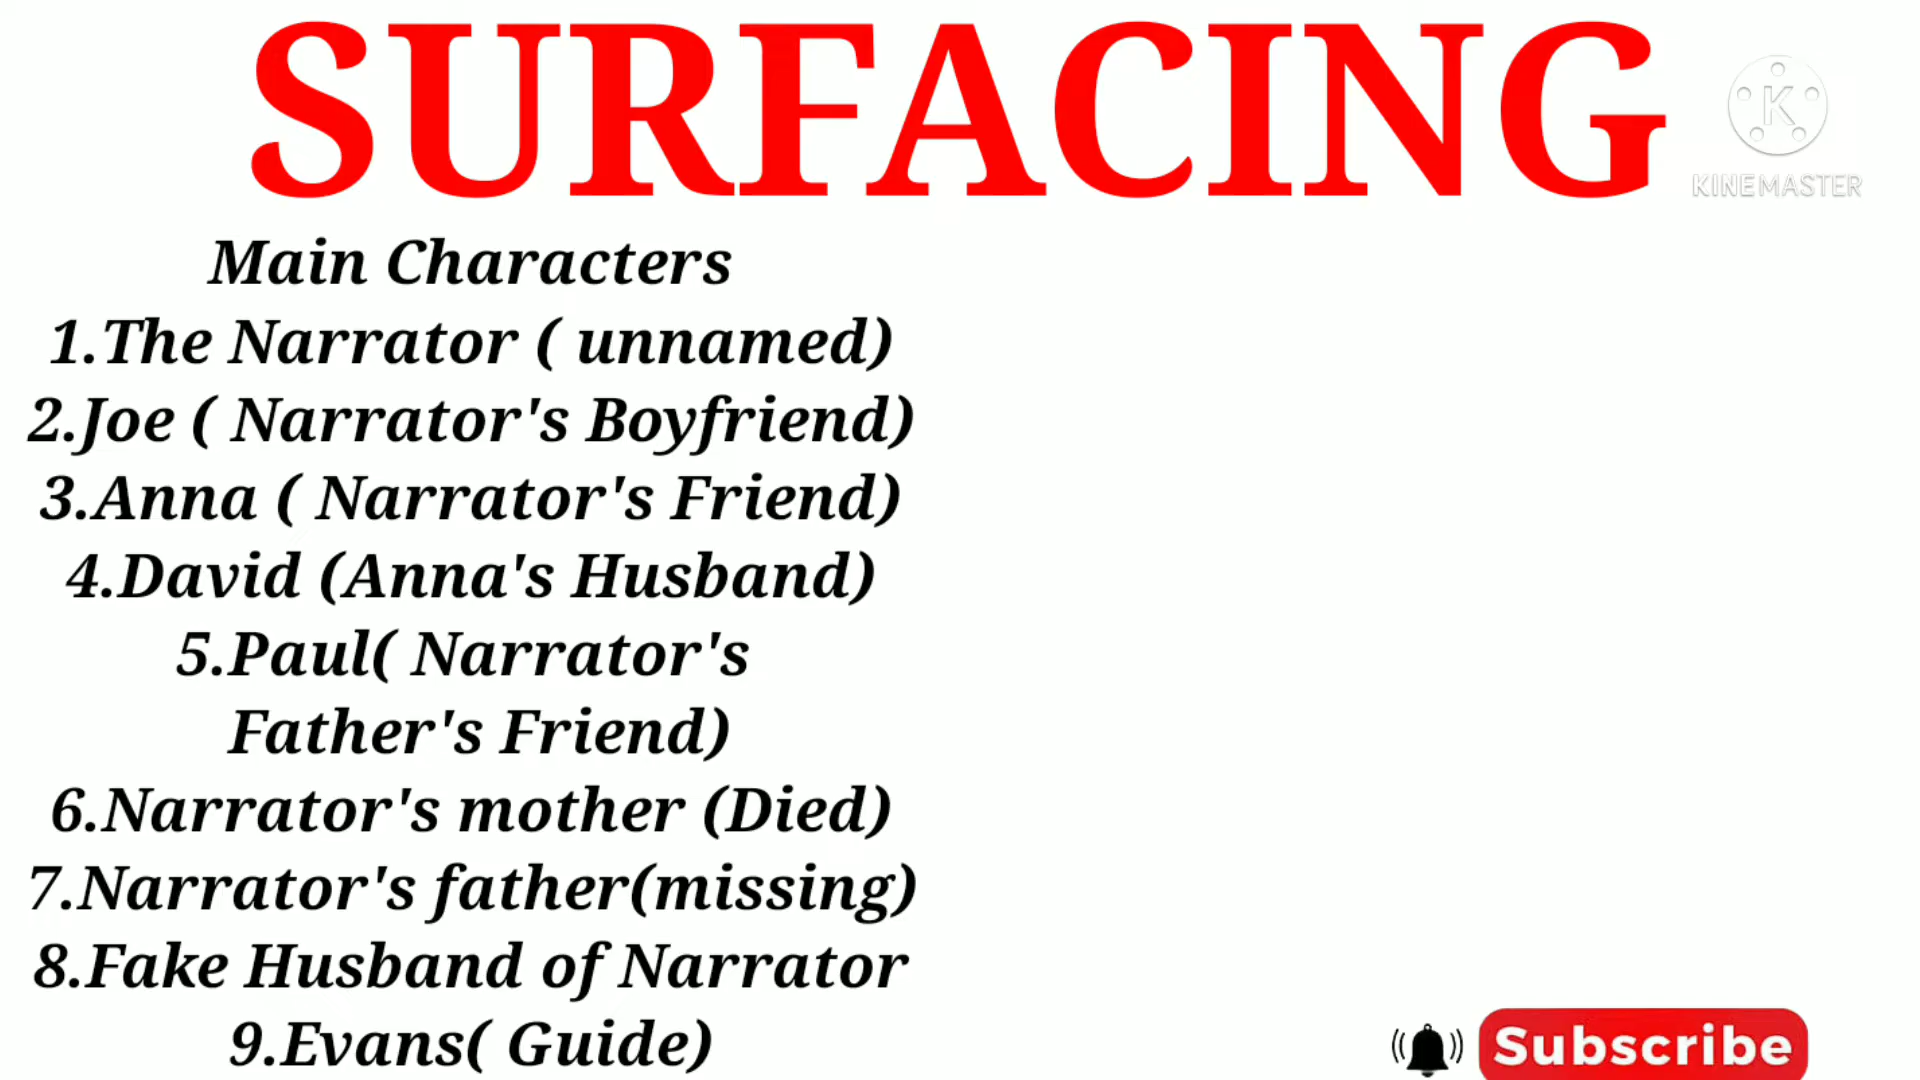 SURFACING
K
KINEMASTER
Main Characters
1.The Narrator ( unnamed)
2.Joe ( Narrator's Boyfriend)
3.Anna ( Narrator's Friend)
4.David (Anna's Husband)
5.Paul( Narrator's
Father's Friend)
6.Narrator's mother (Died)
7.Narrator's father(missing)
8.Fake Husband of Narrator
9.Evans( Guide)
Subscribe